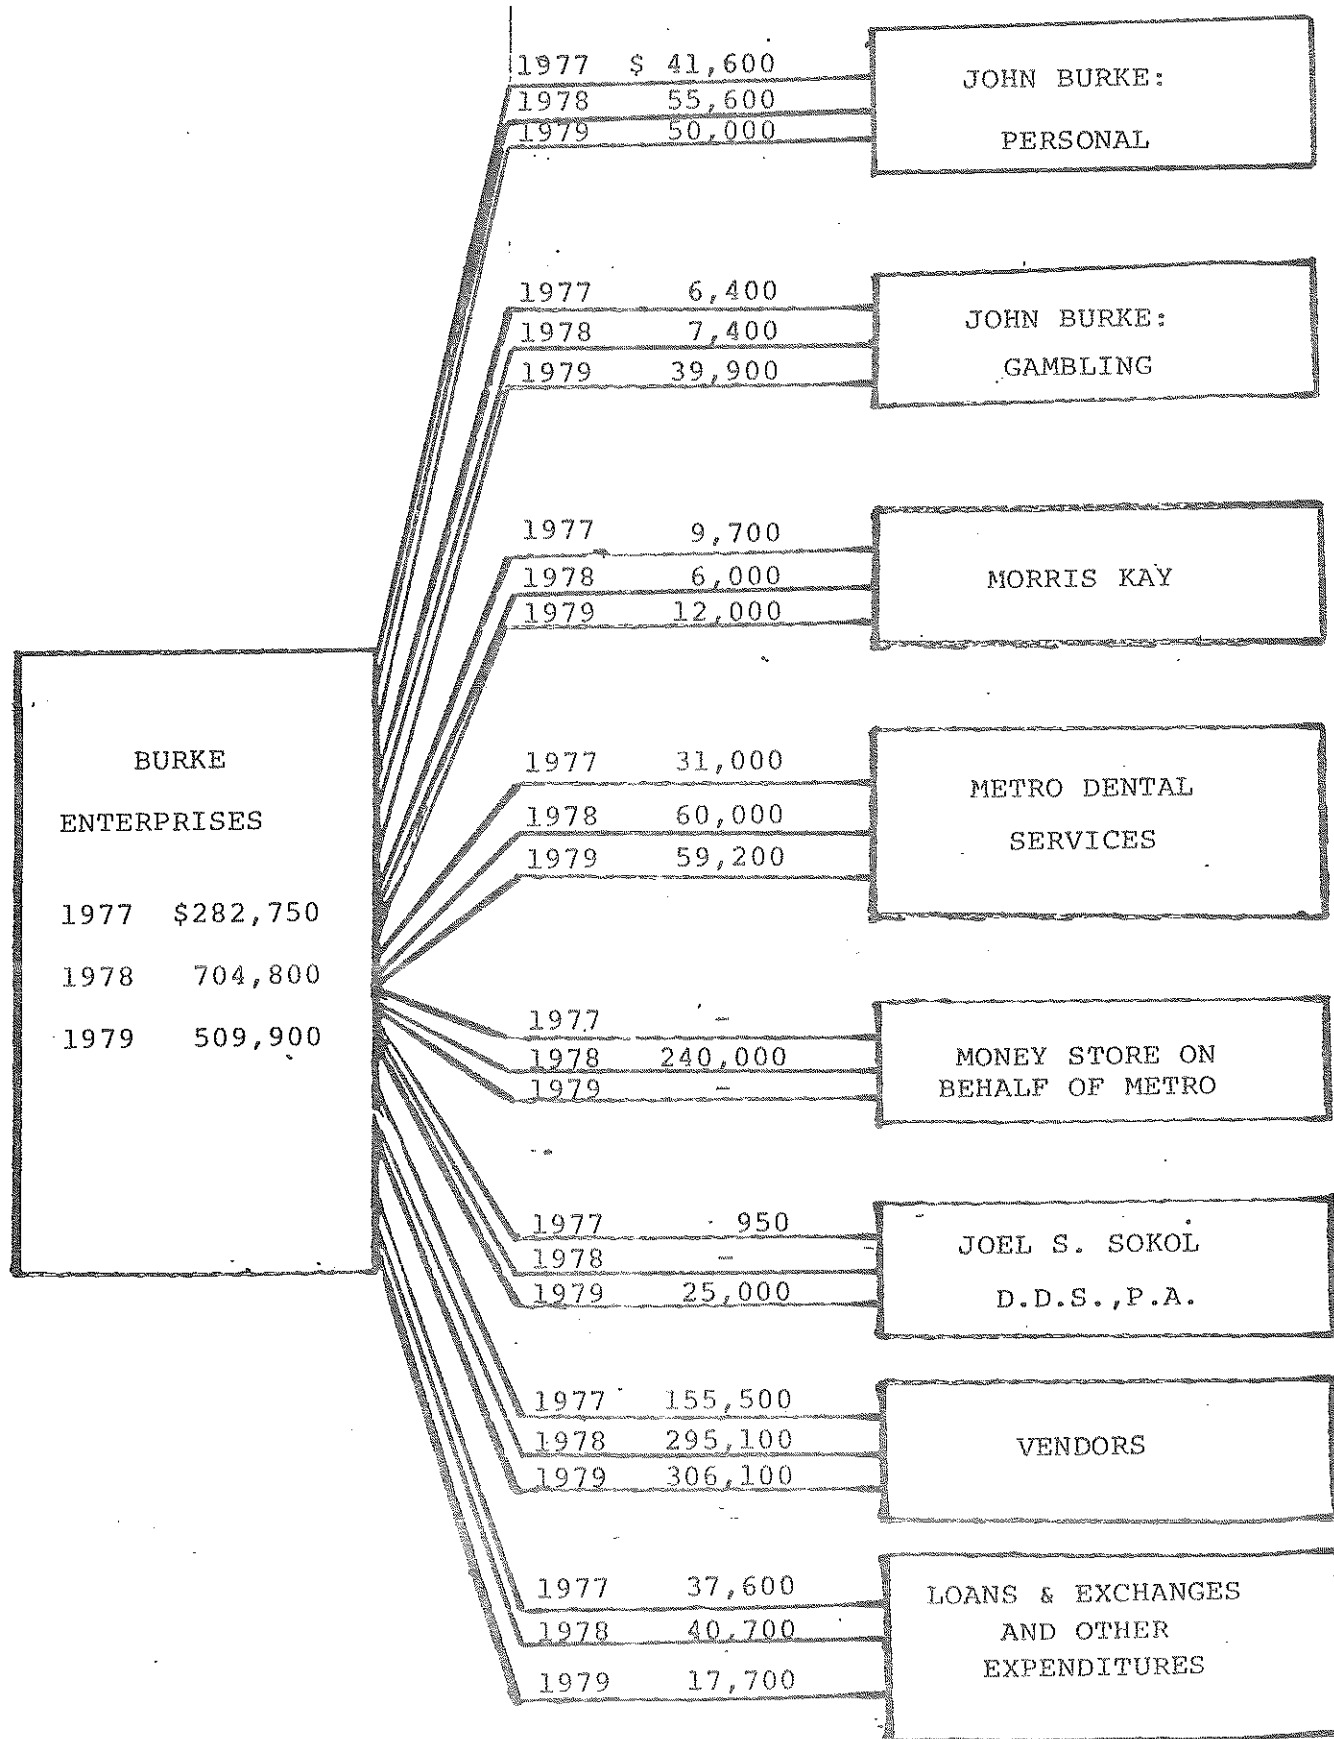 1977 $ 41,600
1978 55,600
1979 50,000
JOHN BURKE:
PERSONAL
1977 6,400
1978 7,400
1979 39,900
JOHN BURKE:
GAMBLING
1977 9,700
1978 6,000
1979 12,000
MORRIS KAY
BURKE
ENTERPRISES
1977 $282,750
1978 704,800
1979 509,900
1977 31,000
1978 60,000
1979 59,200
METRO DENTAL
SERVICES
1977 -
1978 240,000
1979 -
MONEY STORE ON
BEHALF OF METRO
1977 950
1978 -
1979 25,000
JOEL S. SOKOL
D.D.S.,P.A.
1977 155,500
1978 295,100
1979 306,100
VENDORS
1977 37,600
1978 40,700
1979 17,700
LOANS & EXCHANGES
AND OTHER
EXPENDITURES